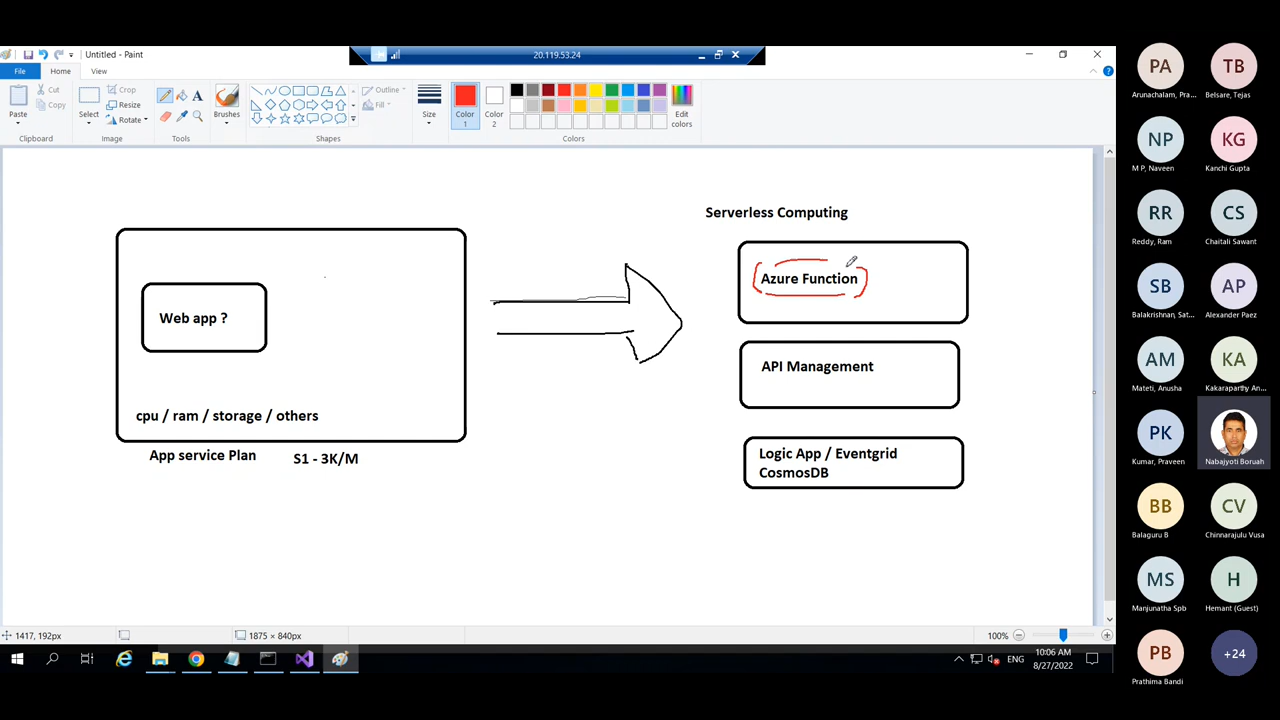 Untitled - Paint
20.119.53.24
File
Home
View
Paste
Cut
Copy
Clipboard
Select
Crop
Resize
Rotate
Image
A
Tools
Brushes
Shapes
Outline
Fill
Size
Color
1
Color
2
Edit
colors
Colors
Serverless Computing
Web app ?
cpu / ram / storage / others
App service Plan
S1 - 3K/M
Azure Function
API Management
Logic App / Eventgrid
CosmosDB
1417, 192px
1875 × 840px
100%
ENG
10:06 AM
8/27/2022
PA
Arunachalam, Pra...
TB
Belsare, Tejas
NP
M P, Naveen
KG
Kanchi Gupta
RR
Reddy, Ram
CS
Chaitali Sawant
SB
Balakrishnan, Sat...
AP
Alexander Paez
AM
Mateti, Anusha
KA
Kakaraparthy An...
PK
Kumar, Praveen
Nabajyoti Boruah
BB
Balaguru B
CV
Chinnarajulu Vusa
MS
Manjunatha Spb
H
Hemant (Guest)
PB
Prathima Bandi
+24